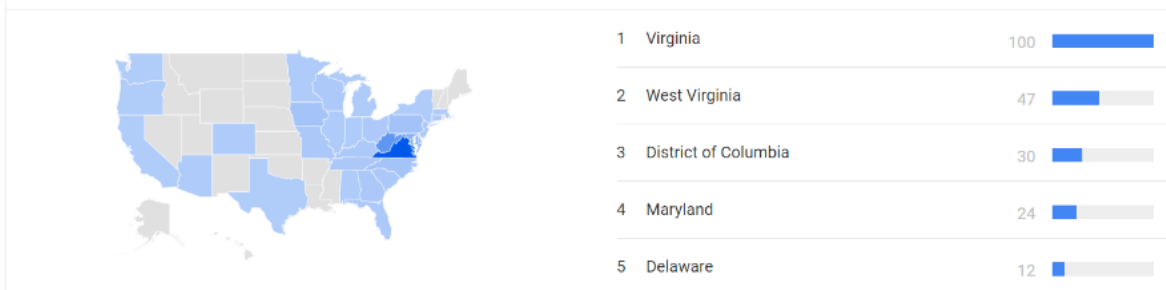 1 Virginia 100
2 West Virginia 47
3 District of Columbia 30
4 Maryland 24
5 Delaware 12